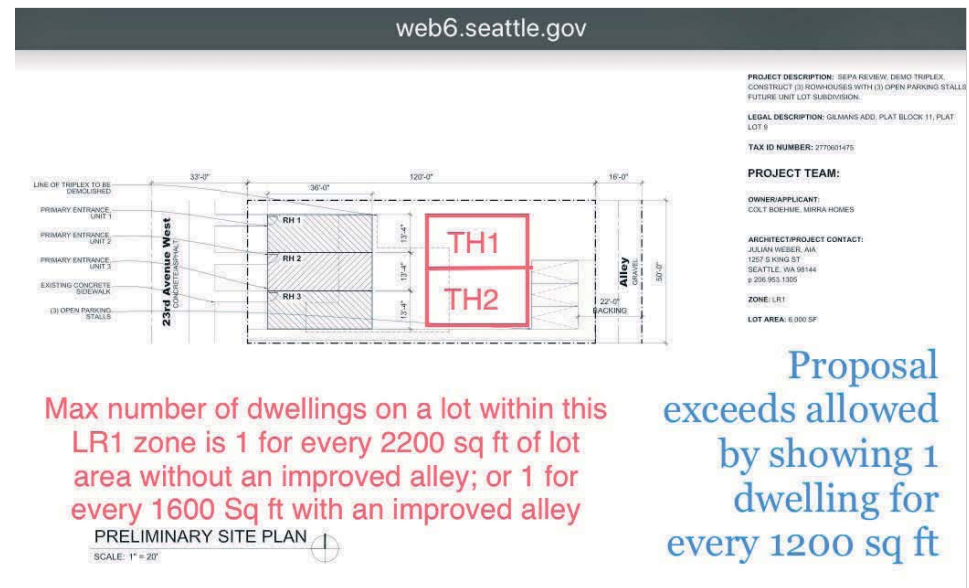 web6.seattle.gov
PROJECT DESCRIPTION: SEPA REVIEW, DEMO TRIPLEX,
CONSTRUCT (3) ROWHOUSES WITH (3) OPEN PARKING STALLS
FUTURE UNIT LOT SUBDIVISION.
LEGAL DESCRIPTION: GILMANS ADD, PLAT BLOCK 11, PLAT
LOT 9
TAX ID NUMBER: 2770601475
PROJECT TEAM:
OWNER/APPLICANT:
COLT BOEHME, MIRRA HOMES
ARCHITECT/PROJECT CONTACT:
JULIAN WEBER, AIA
1257 S KING ST
SEATTLE, WA 98144
p 206.953.1305
ZONE: LR1
LOT AREA: 6,000 SF
33'-0"
120'-0"
16'-0"
36'-0"
LINE OF TRIPLEX TO BE
DEMOLISHED
PRIMARY ENTRANCE,
UNIT 1
PRIMARY ENTRANCE,
UNIT 2
PRIMARY ENTRANCE,
UNIT 3
EXISTING CONCRETE
SIDEWALK
(3) OPEN PARKING
STALLS
23rd Avenue West
CONCRETE/ASPHALT
RH 1
RH 2
RH 3
13'-4"
13'-4"
13'-4"
TH1
TH2
Alley
GRAVEL
50'-0"
22'-0"
BACKING
Max number of dwellings on a lot within this
LR1 zone is 1 for every 2200 sq ft of lot
area without an improved alley; or 1 for
every 1600 Sq ft with an improved alley
Proposal
exceeds allowed
by showing 1
dwelling for
every 1200 sq ft
PRELIMINARY SITE PLAN
SCALE: 1" = 20'